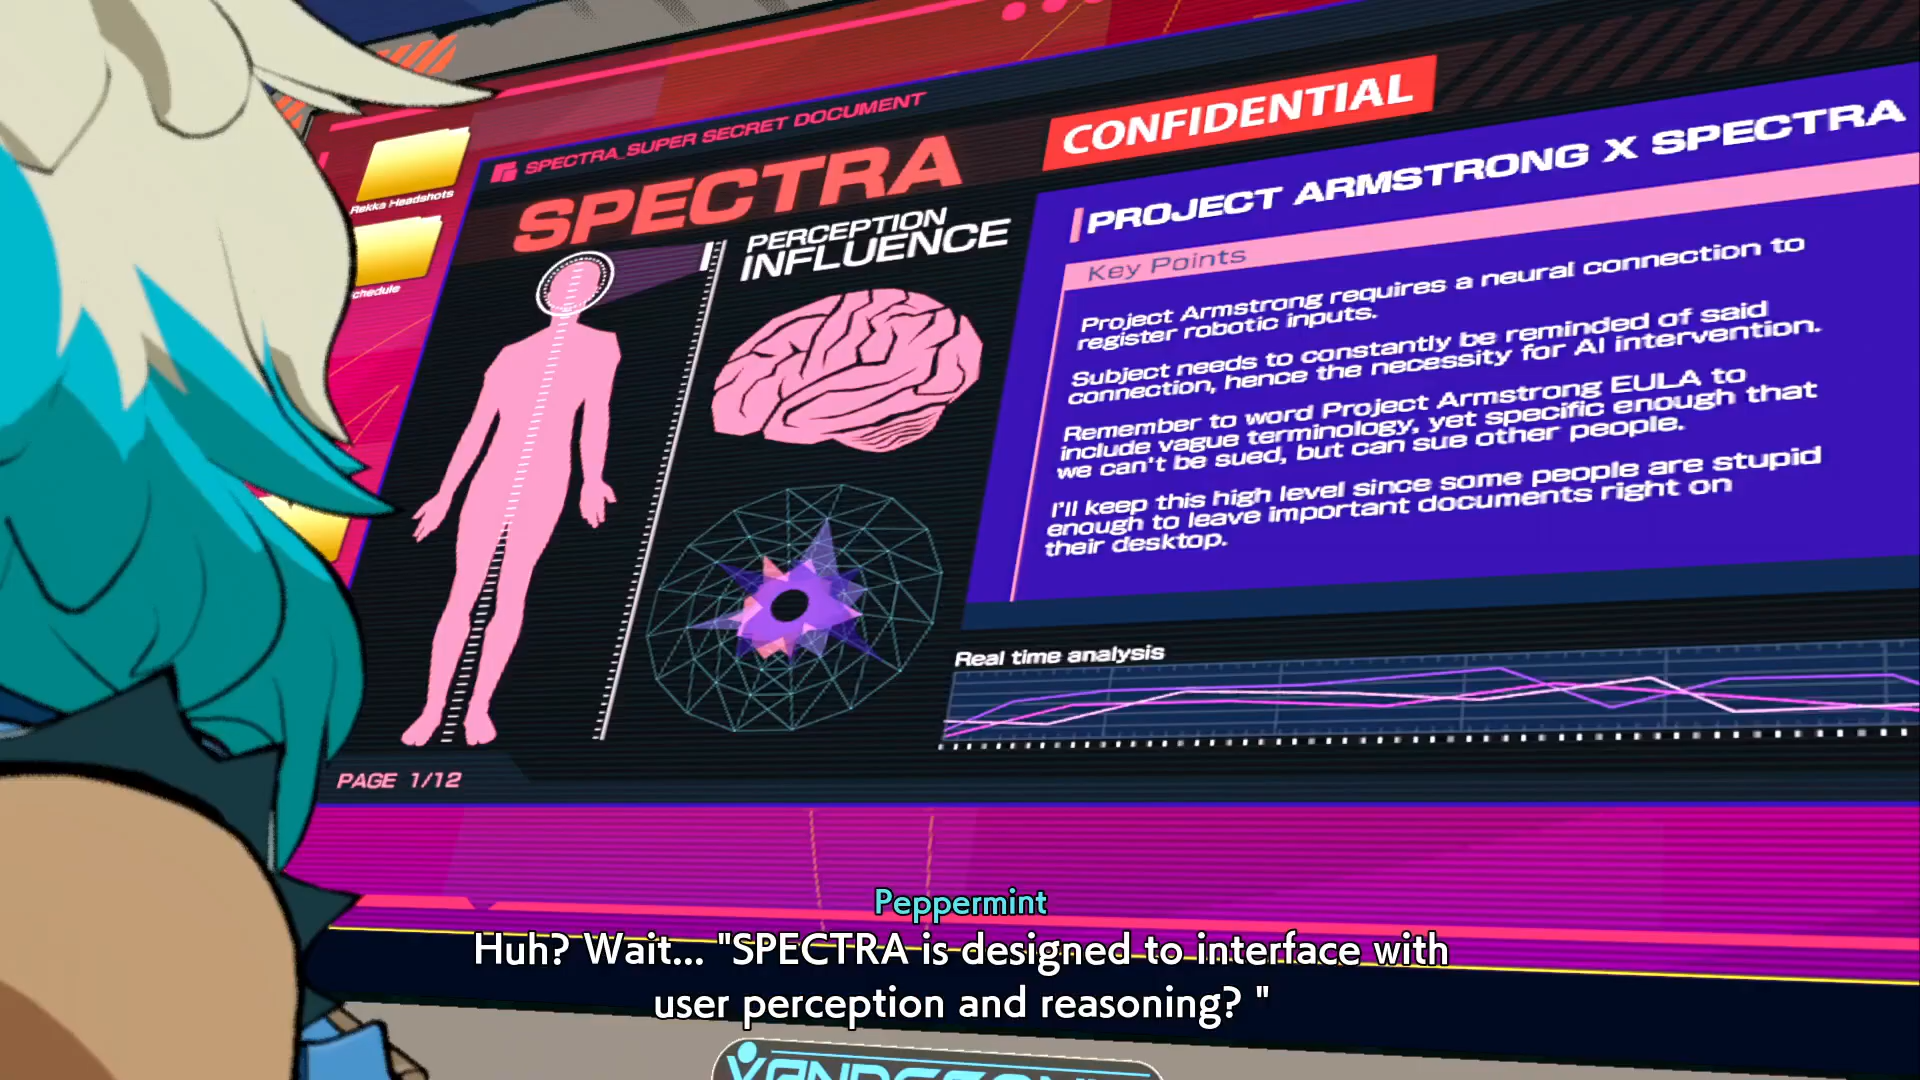 Rekka Headshots
chedule
SPECTRA_SUPER SECRET DOCUMENT
SPECTRA
PERCEPTION
INFLUENCE
CONFIDENTIAL
PROJECT ARMSTRONG X SPECTRA
Key Points
Project Armstrong requires a neural connection to
register robotic inputs.
Subject needs to constantly be reminded of said
connection, hence the necessity for AI intervention.
Remember to word Project Armstrong EULA to
include vague terminology, yet specific enough that
we can't be sued, but can sue other people.
I'll keep this high level since some people are stupid
enough to leave important documents right on
their desktop.
Real time analysis
PAGE 1/12
Peppermint
Huh? Wait... "SPECTRA is designed to interface with
user perception and reasoning? "